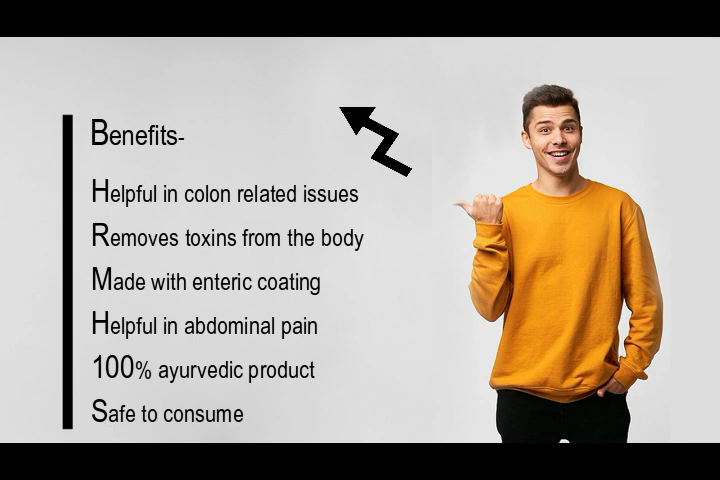 Benefits-
Helpful in colon related issues
Removes toxins from the body
Made with enteric coating
Helpful in abdominal pain
100% ayurvedic product
Safe to consume